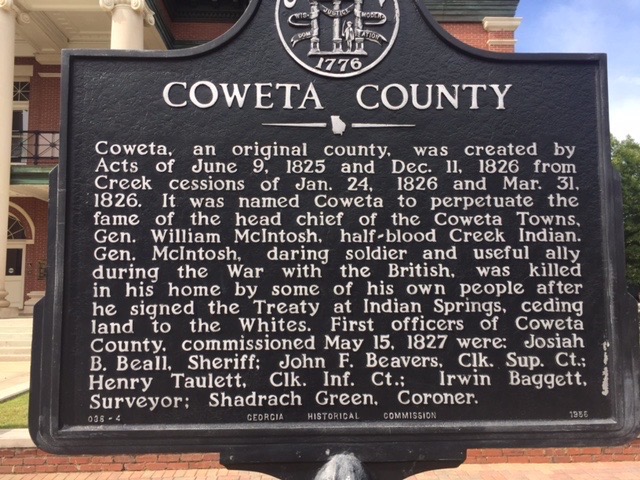 WISDOM JUSTICE MODERATION
1776
COWETA COUNTY
Coweta, an original county, was created by
Acts of June 9, 1825 and Dec. 11, 1826 from
Creek cessions of Jan. 24, 1826 and Mar. 31,
1826. It was named Coweta to perpetuate the
fame of the head chief of the Coweta Towns,
Gen. William McIntosh, half-blood Creek Indian.
Gen. McIntosh, daring soldier and useful ally
during the War with the British, was killed
in his home by some of his own people after
he signed the Treaty at Indian Springs, ceding
land to the Whites. First officers of Coweta
County, commissioned May 15, 1827 were: Josiah
B. Beall, Sheriff; John F. Beavers, Clk. Sup. Ct.;
Henry Taulett, Clk. Inf. Ct.; Irwin Baggett,
Surveyor; Shadrach Green, Coroner.
038-4 GEORGIA HISTORICAL COMMISSION 1956